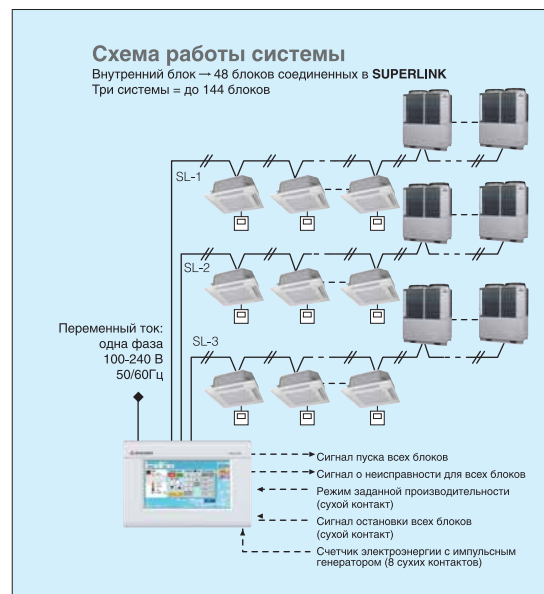 Схема работы системы
Внутренний блок → 48 блоков соединенных в SUPERLINK
Три системы = до 144 блоков
SL-1
SL-2
SL-3
Переменный ток:
одна фаза
100-240 В
50/60Гц
Сигнал пуска всех блоков
Сигнал о неисправности для всех блоков
Режим заданной производительности
(сухой контакт)
Сигнал остановки всех блоков
(сухой контакт)
Счетчик электроэнергии с импульсным
генератором (8 сухих контактов)